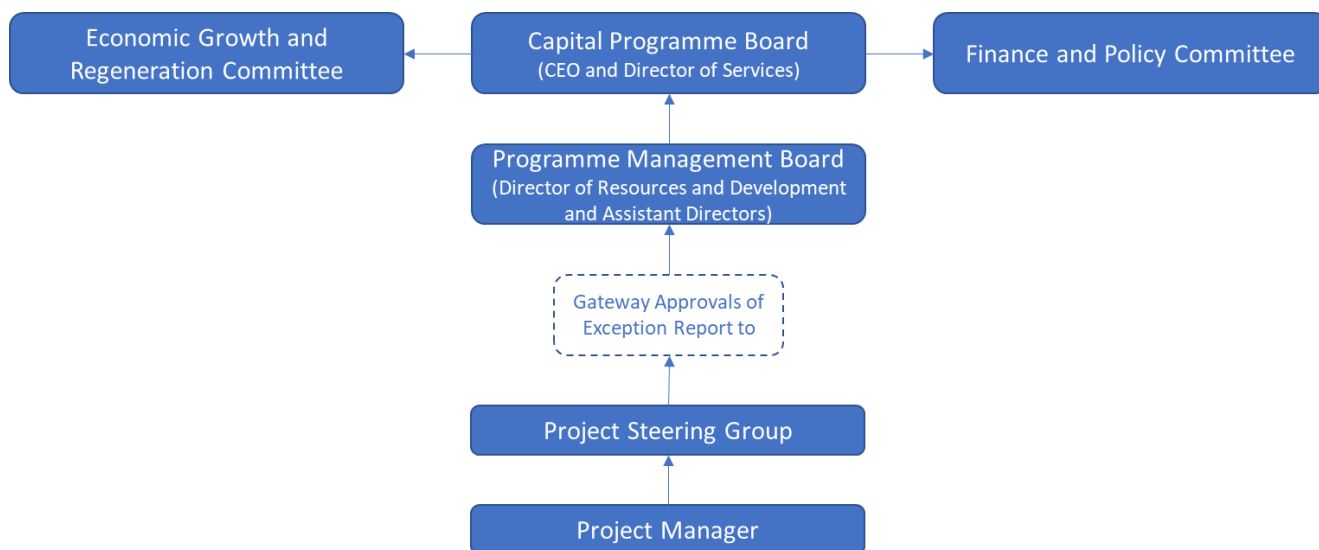 Economic Growth and
Regeneration Committee
Capital Programme Board
(CEO and Director of Services)
Finance and Policy Committee
Programme Management Board
(Director of Resources and Development
and Assistant Directors)
Gateway Approvals of
Exception Report to
Project Steering Group
Project Manager